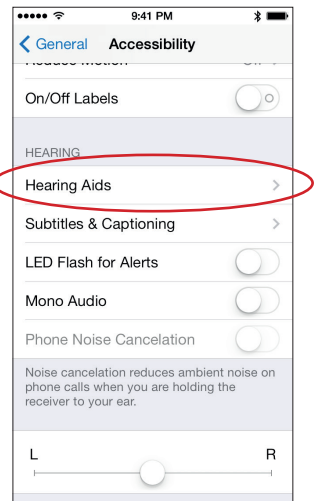 9:41 PM
General Accessibility
On/Off Labels
HEARING
Hearing Aids
Subtitles & Captioning
LED Flash for Alerts
Mono Audio
Phone Noise Cancelation
Noise cancelation reduces ambient noise on
phone calls when you are holding the
receiver to your ear.
L R